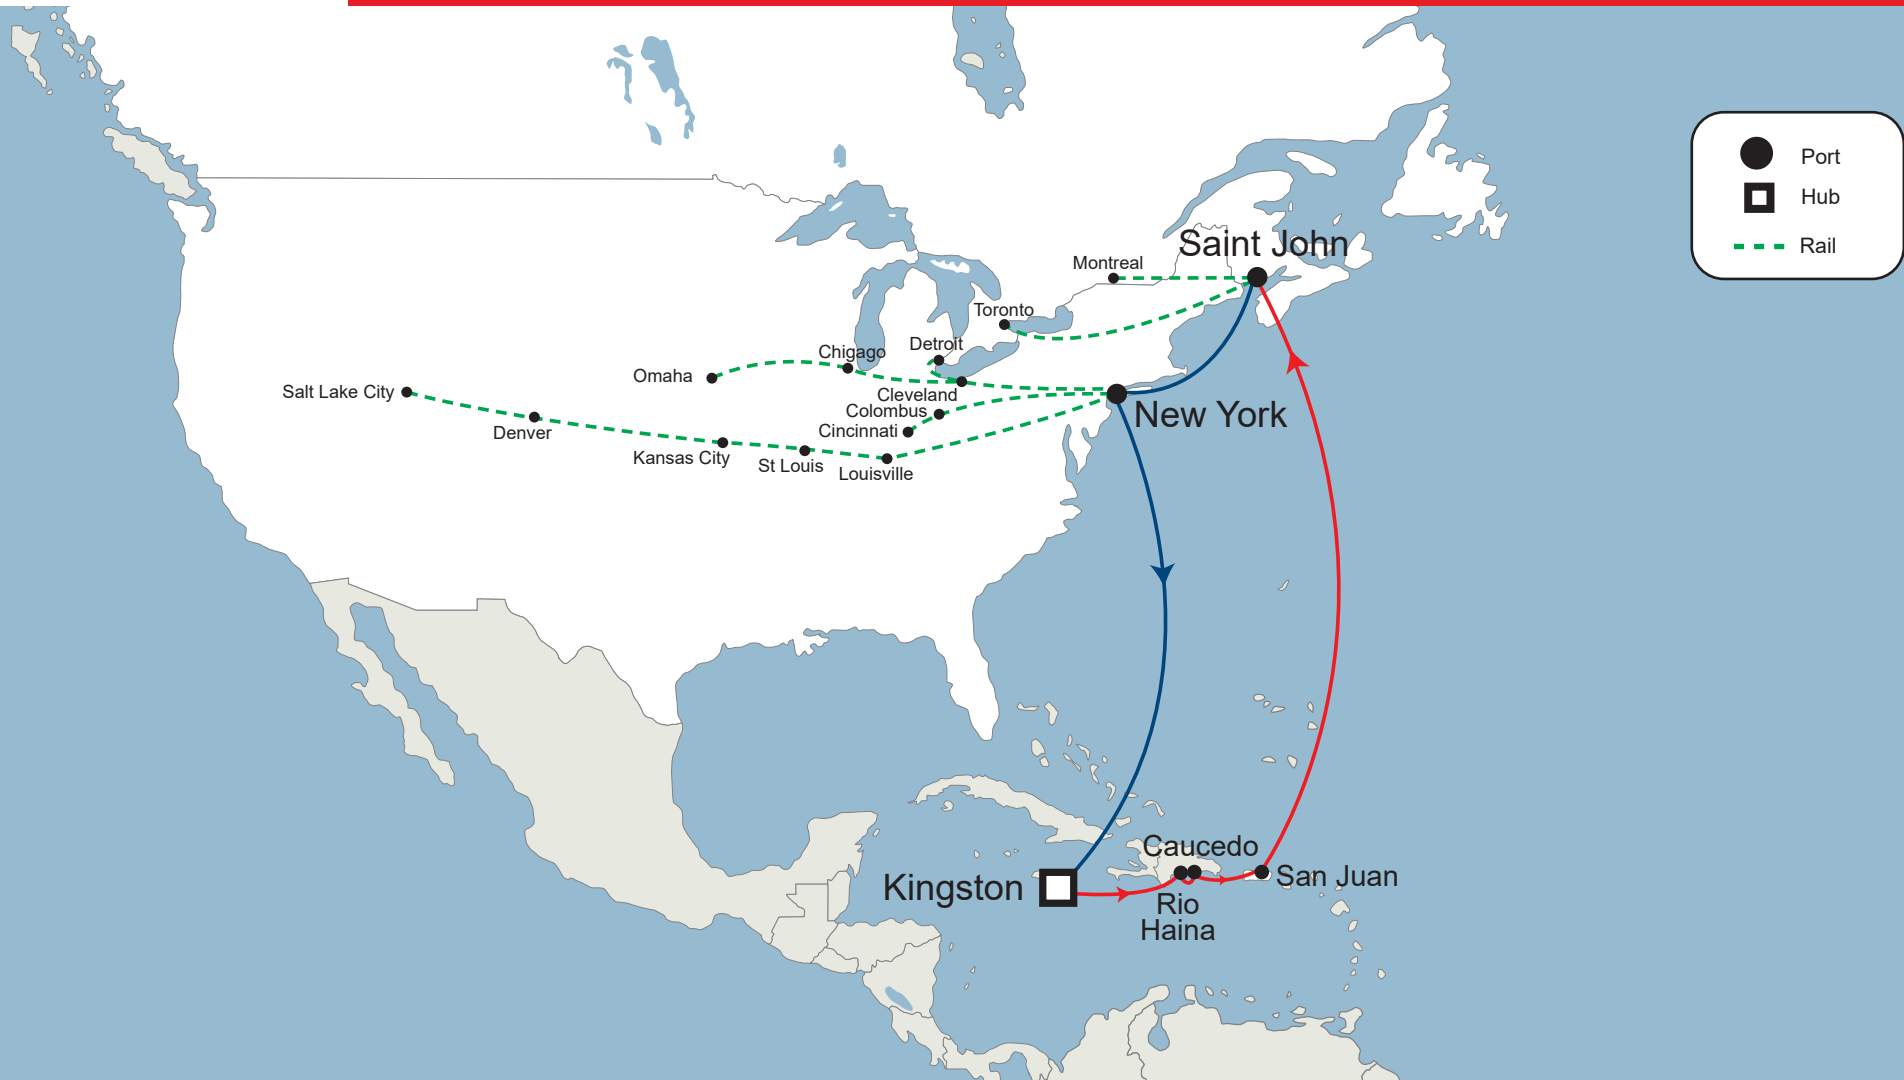 Port
Hub
Rail
Saint John
Montreal
Toronto
Detroit
Chigago
Omaha
Salt Lake City
Cleveland
Colombus
New York
Denver
Cincinnati
Kansas City
St Louis
Louisville
Caucedo
Kingston
San Juan
Rio
Haina